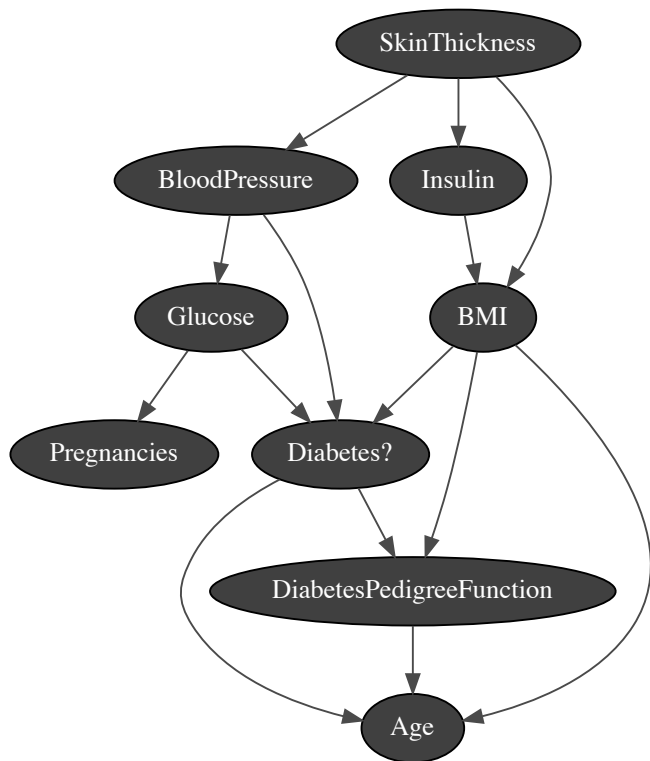 SkinThickness
BloodPressure
Insulin
Glucose
BMI
Pregnancies
Diabetes?
DiabetesPedigreeFunction
Age